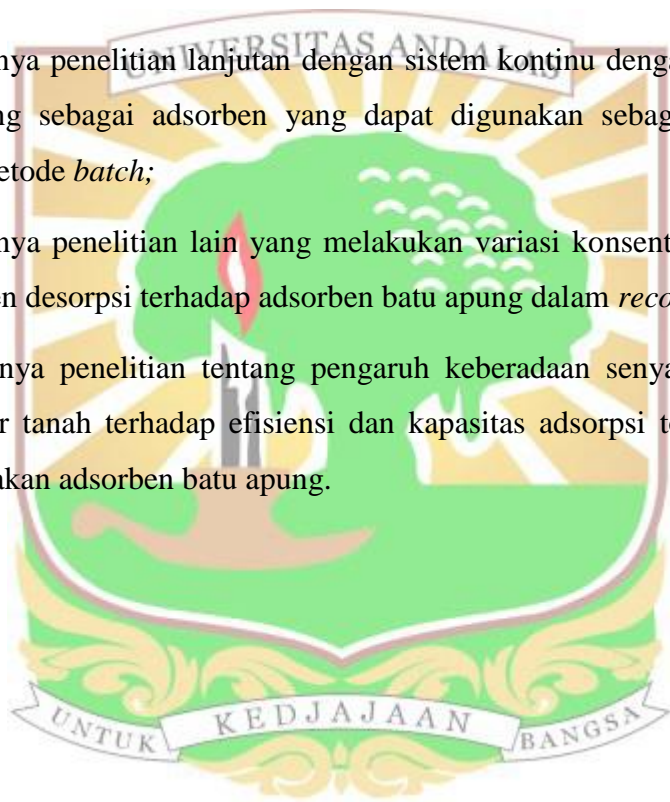 UNIVERSITAS ANDALAS
nya penelitian lanjutan dengan sistem kontinu denga
ng sebagai adsorben yang dapat digunakan sebag
etode batch;
nya penelitian lain yang melakukan variasi konsent
en desorpsi terhadap adsorben batu apung dalam reco
nya penelitian tentang pengaruh keberadaan senya
r tanah terhadap efisiensi dan kapasitas adsorpsi t
akan adsorben batu apung.
UNTUK KEDJAJAAN BANGSA